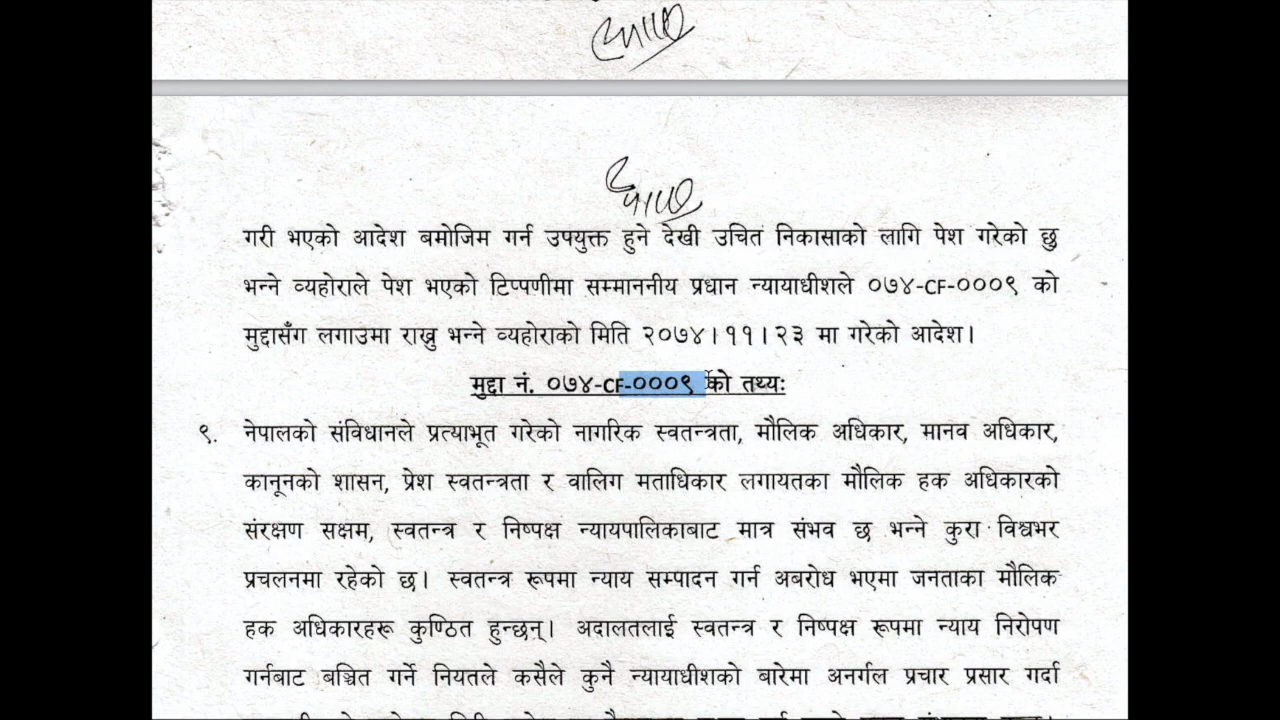 गरी भएको आदेश बमोजिम गर्न उपयुक्त हुने देखी उचित निकासाको लागि पेश गरेको छु
भन्ने व्यहोराले पेश भएको टिप्पणीमा सम्माननीय प्रधान न्यायाधीशले ०७४-CF-०००९ को
मुद्दासँग लगाउमा राख्नु भन्ने व्यहोराको मिति २०७४।११।२३ मा गरेको आदेश।
मुद्दा नं. ०७४-CF-०००९ को तथ्यः
९. नेपालको संविधानले प्रत्याभूत गरेको नागरिक स्वतन्त्रता, मौलिक अधिकार, मानव अधिकार,
कानूनको शासन, प्रेश स्वतन्त्रता र वालिग मताधिकार लगायतका मौलिक हक अधिकारको
संरक्षण सक्षम, स्वतन्त्र र निष्पक्ष न्यायपालिकाबाट मात्र संभव छ भन्ने कुरा विश्वभर
प्रचलनमा रहेको छ। स्वतन्त्र रूपमा न्याय सम्पादन गर्न अबरोध भएमा जनताका मौलिक
हक अधिकारहरू कुण्ठित हुन्छन्। अदालतलाई स्वतन्त्र र निष्पक्ष रूपमा न्याय निरोपण
गर्नबाट बञ्चित गर्ने नियतले कसैले कुनै न्यायाधीशको बारेमा अनर्गल प्रचार प्रसार गर्दा